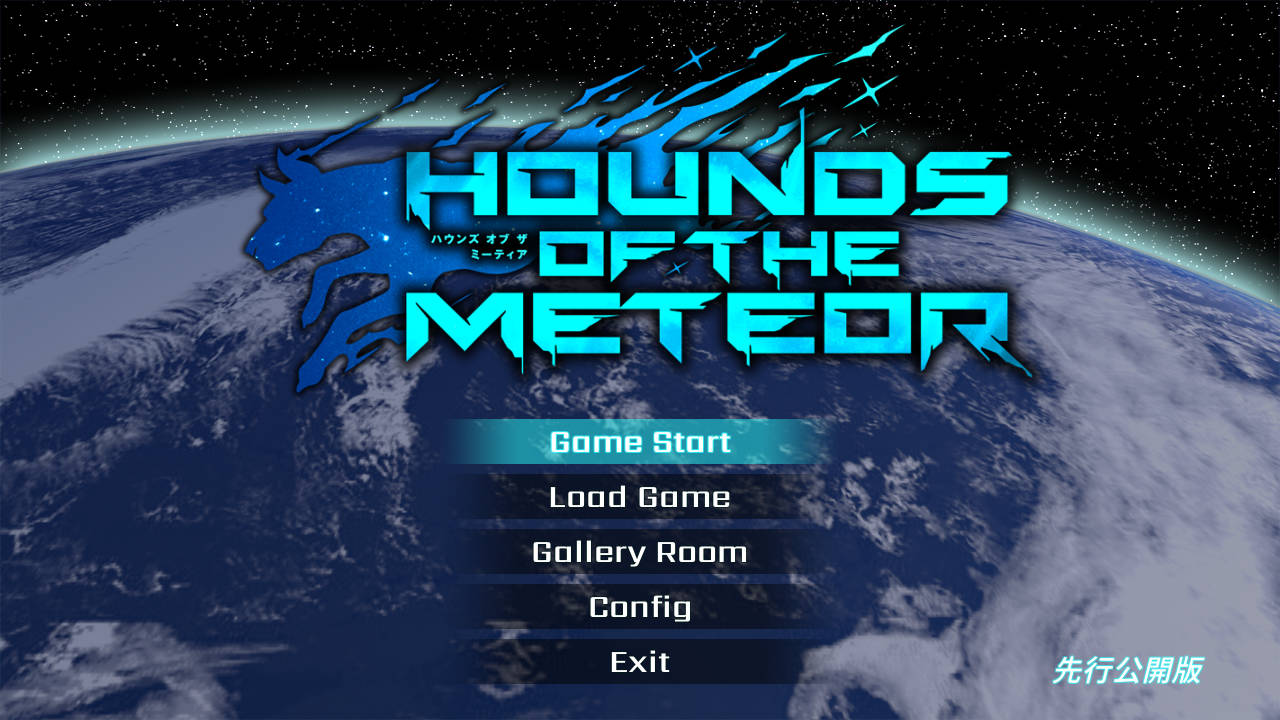 HOUNDS
OF THE
ハウンズ オブ ザ
ミーティア
METEOR
Game Start
Load Game
Gallery Room
Config
Exit
先行公開版